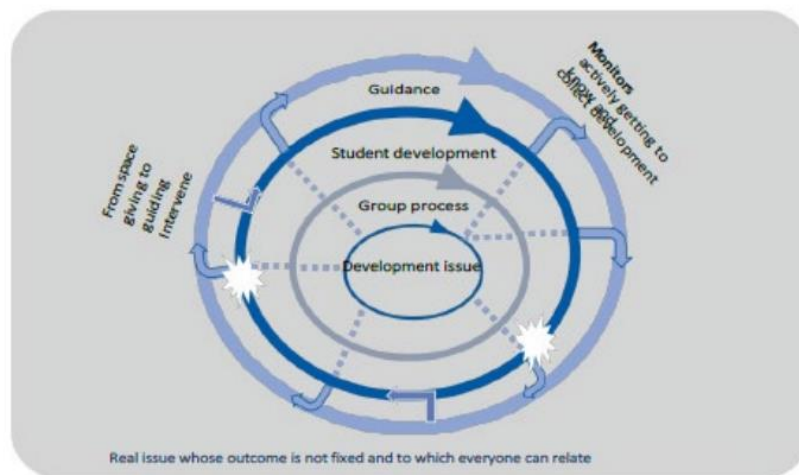 Guidance
Monitors
actively getting to
know and
collect development
Student development
From space
giving to
guiding
Intervene
Group process
Development issue
Real issue whose outcome is not fixed and to which everyone can relate